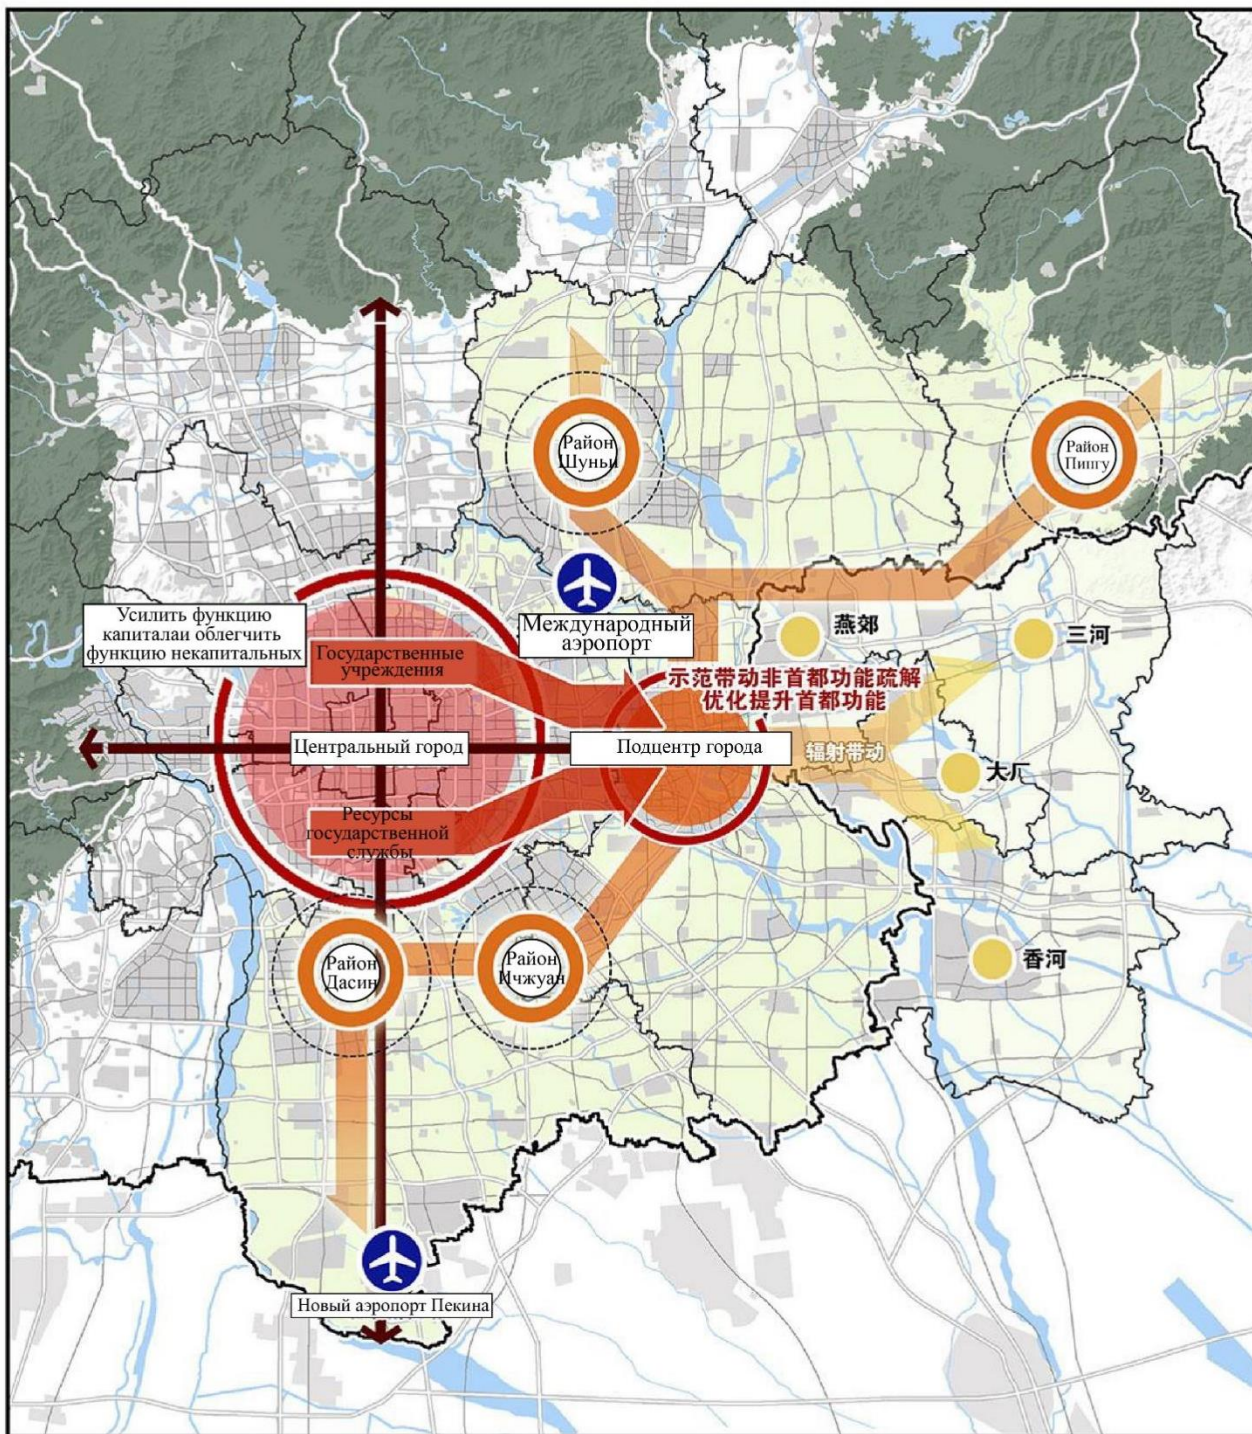 Район
Шуньи
Район
Пингу
Международный
аэропорт
燕郊
三河
Усилить функцию
капиталаи облегчить
функцию некапитальных
Государственные
учреждения
示范带动非首都功能疏解
优化提升首都功能
Центральный город
Подцентр города
辐射带动
大厂
Ресурсы
государственной
службы
Район
Дасин
Район
Ичжуан
香河
Новый аэропорт Пекина